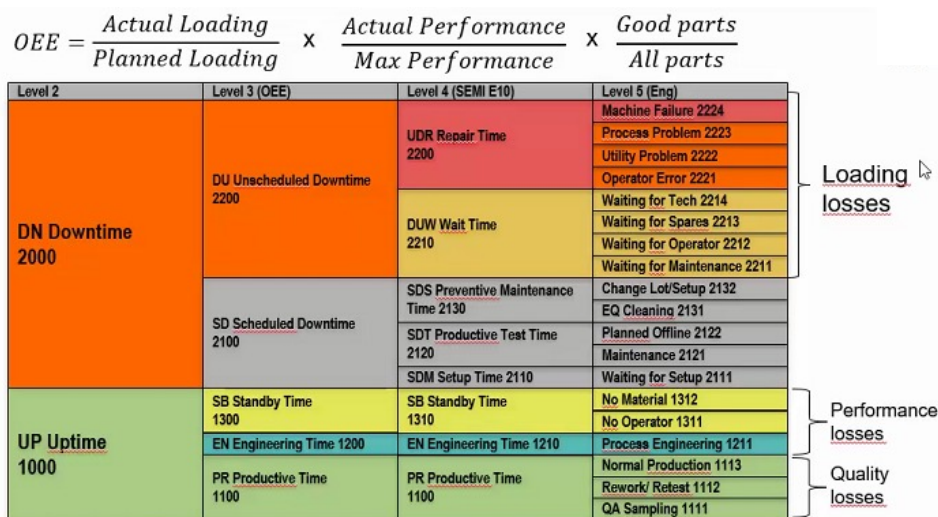 OEE = Actual Loading / Planned Loading x Actual Performance / Max Performance x Good parts / All parts
Level 2
Level 3 (OEE)
Level 4 (SEMI E10)
Level 5 (Eng)
DN Downtime
2000
DU Unscheduled Downtime
2200
UDR Repair Time
2200
Machine Failure 2224
Process Problem 2223
Utility Problem 2222
Operator Error 2221
DUW Wait Time
2210
Waiting for Tech 2214
Waiting for Spares 2213
Waiting for Operator 2212
Waiting for Maintenance 2211
Loading
losses
SD Scheduled Downtime
2100
SDS Preventive Maintenance
Time 2130
Change Lot/Setup 2132
EQ Cleaning 2131
SDT Productive Test Time
2120
Planned Offline 2122
Maintenance 2121
SDM Setup Time 2110
Waiting for Setup 2111
UP Uptime
1000
SB Standby Time
1300
SB Standby Time
1310
No Material 1312
No Operator 1311
EN Engineering Time 1200
EN Engineering Time 1210
Process Engineering 1211
Performance
losses
PR Productive Time
1100
PR Productive Time
1100
Normal Production 1113
Rework/ Retest 1112
QA Sampling 1111
Quality
losses